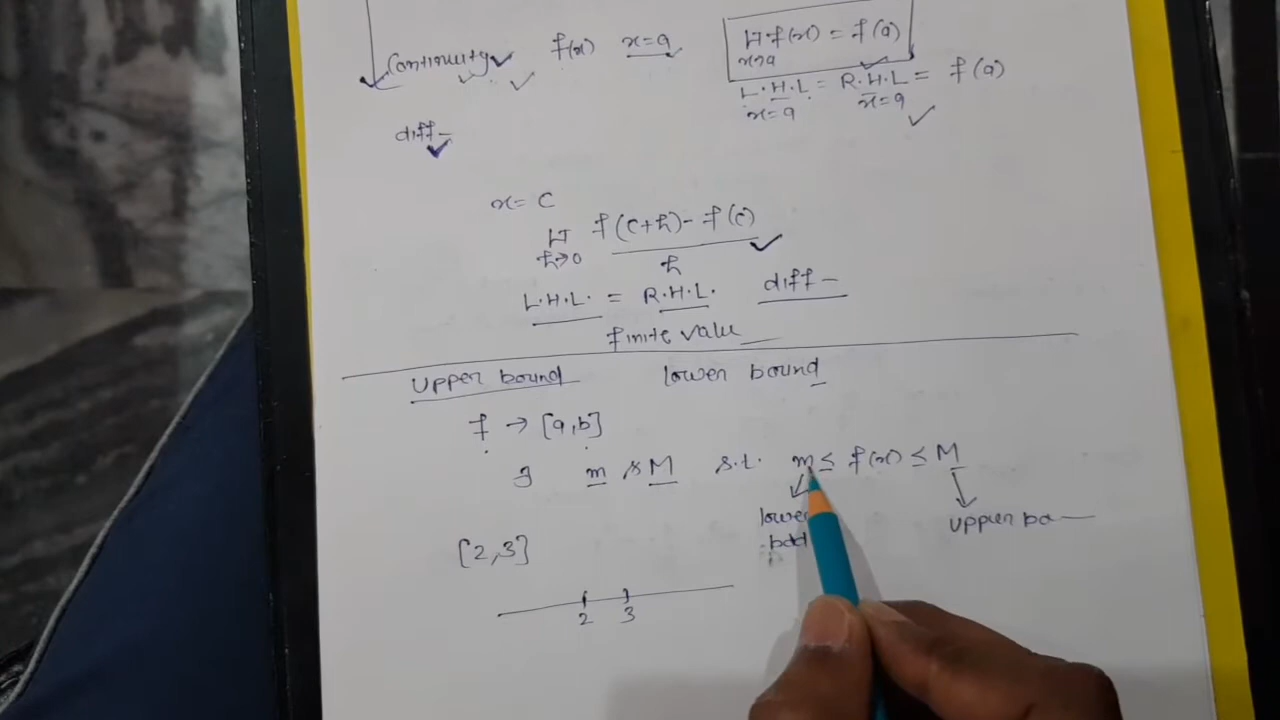 Continuity f(x) x=a
Lt f(x) = f(a)
x→a
L.H.L = R.H.L = f(a)
x=a x=a
diff-
x= C
Lt f(c+h)- f(c)
h→0 h
L.H.L. = R.H.L. diff-
finite value
Upper bound lower bound
f → [a,b]
∃ m & M s.t. m ≤ f(x) ≤ M
lower upper bo
bdd
[2,3]
2 3